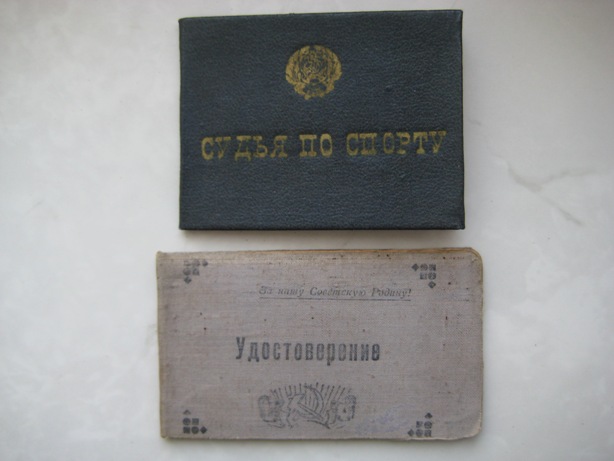 СУДЬЯ ПО СПОРТУ
За нашу Советскую Родину!
Удостоверение